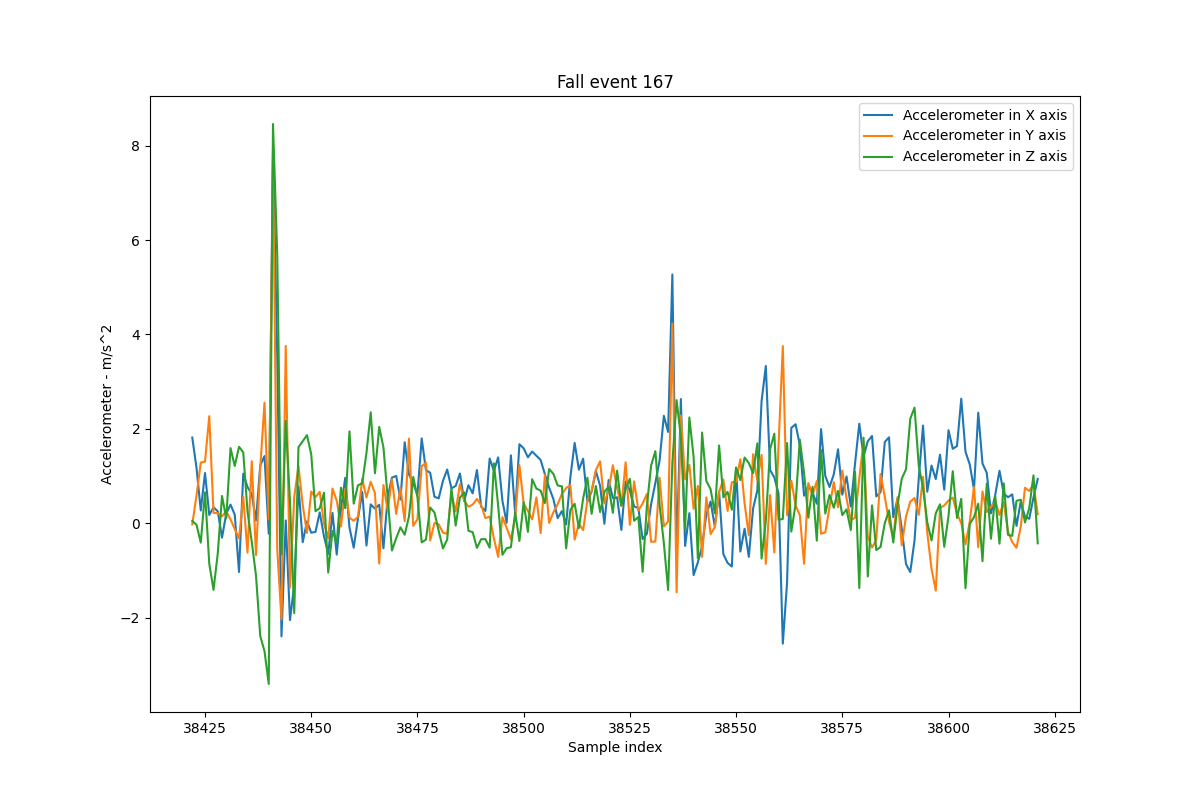 Fall event 167
Accelerometer in X axis
Accelerometer in Y axis
Accelerometer in Z axis
Accelerometer - m/s^2
8
6
4
2
0
−2
38425 38450 38475 38500 38525 38550 38575 38600 38625
Sample index